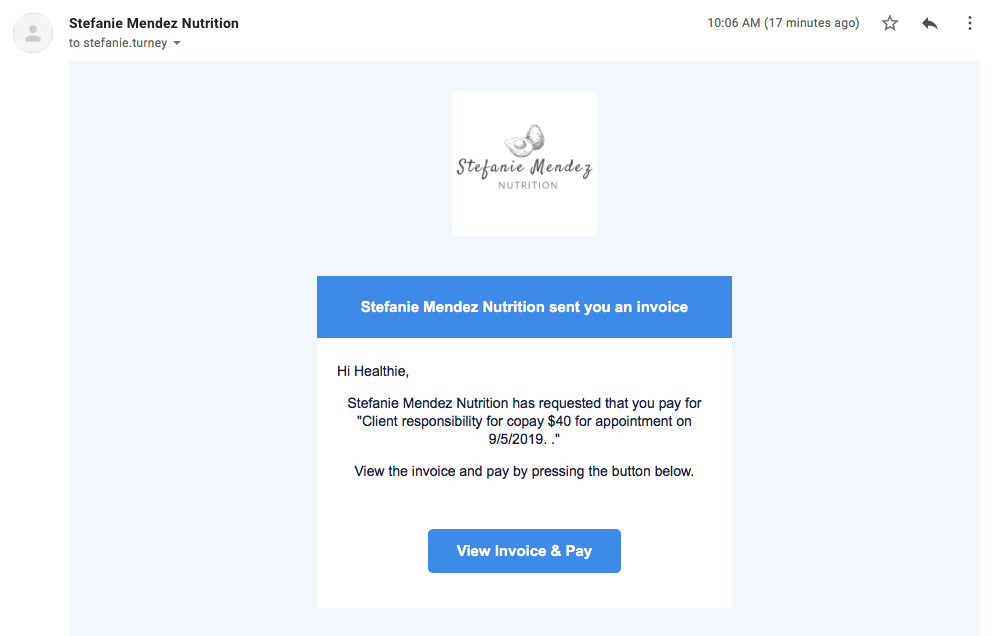 Stefanie Mendez Nutrition
10:06 AM (17 minutes ago)
to stefanie.turney
Stefanie Mendez
NUTRITION
Stefanie Mendez Nutrition sent you an invoice
Hi Healthie,
Stefanie Mendez Nutrition has requested that you pay for
"Client responsibility for copay $40 for appointment on
9/5/2019. ."
View the invoice and pay by pressing the button below.
View Invoice & Pay